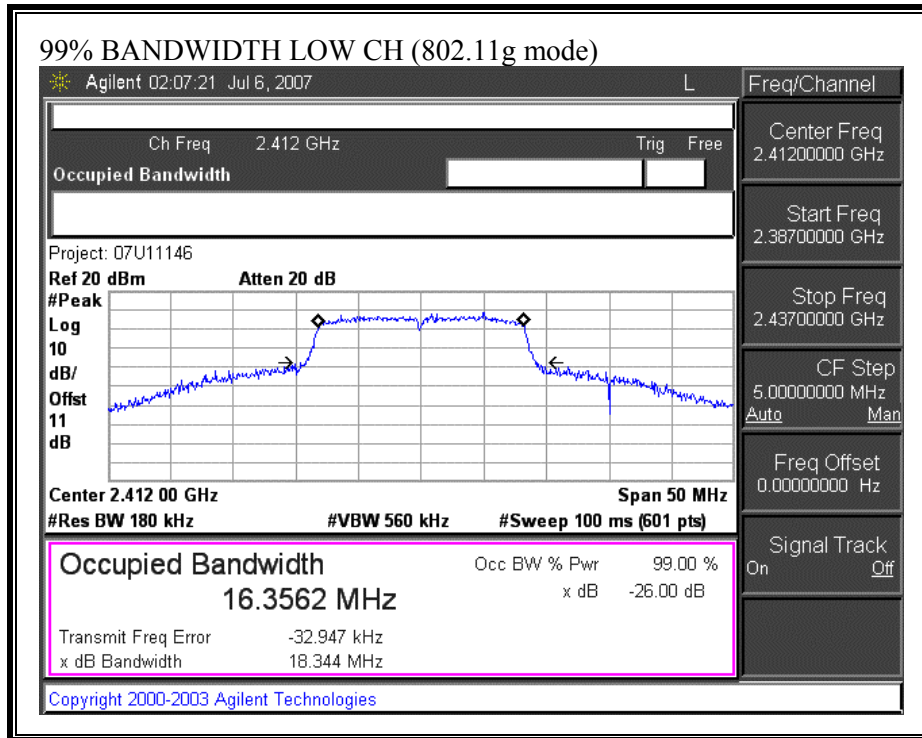 99% BANDWIDTH LOW CH (802.11g mode)
Agilent 02:07:21 Jul 6, 2007 L Freq/Channel
Ch Freq 2.412 GHz Trig Free
Occupied Bandwidth
Center Freq
2.41200000 GHz
Start Freq
2.38700000 GHz
Stop Freq
2.43700000 GHz
CF Step
5.00000000 MHz
Auto Man
Freq Offset
0.00000000 Hz
Signal Track
On Off
Project: 07U11146
Ref 20 dBm Atten 20 dB
#Peak
Log
10
dB/
Offst
11
dB
Center 2.412 00 GHz Span 50 MHz
#Res BW 180 kHz #VBW 560 kHz #Sweep 100 ms (601 pts)
Occupied Bandwidth Occ BW % Pwr 99.00 %
16.3562 MHz x dB -26.00 dB
Transmit Freq Error -32.947 kHz
x dB Bandwidth 18.344 MHz
Copyright 2000-2003 Agilent Technologies